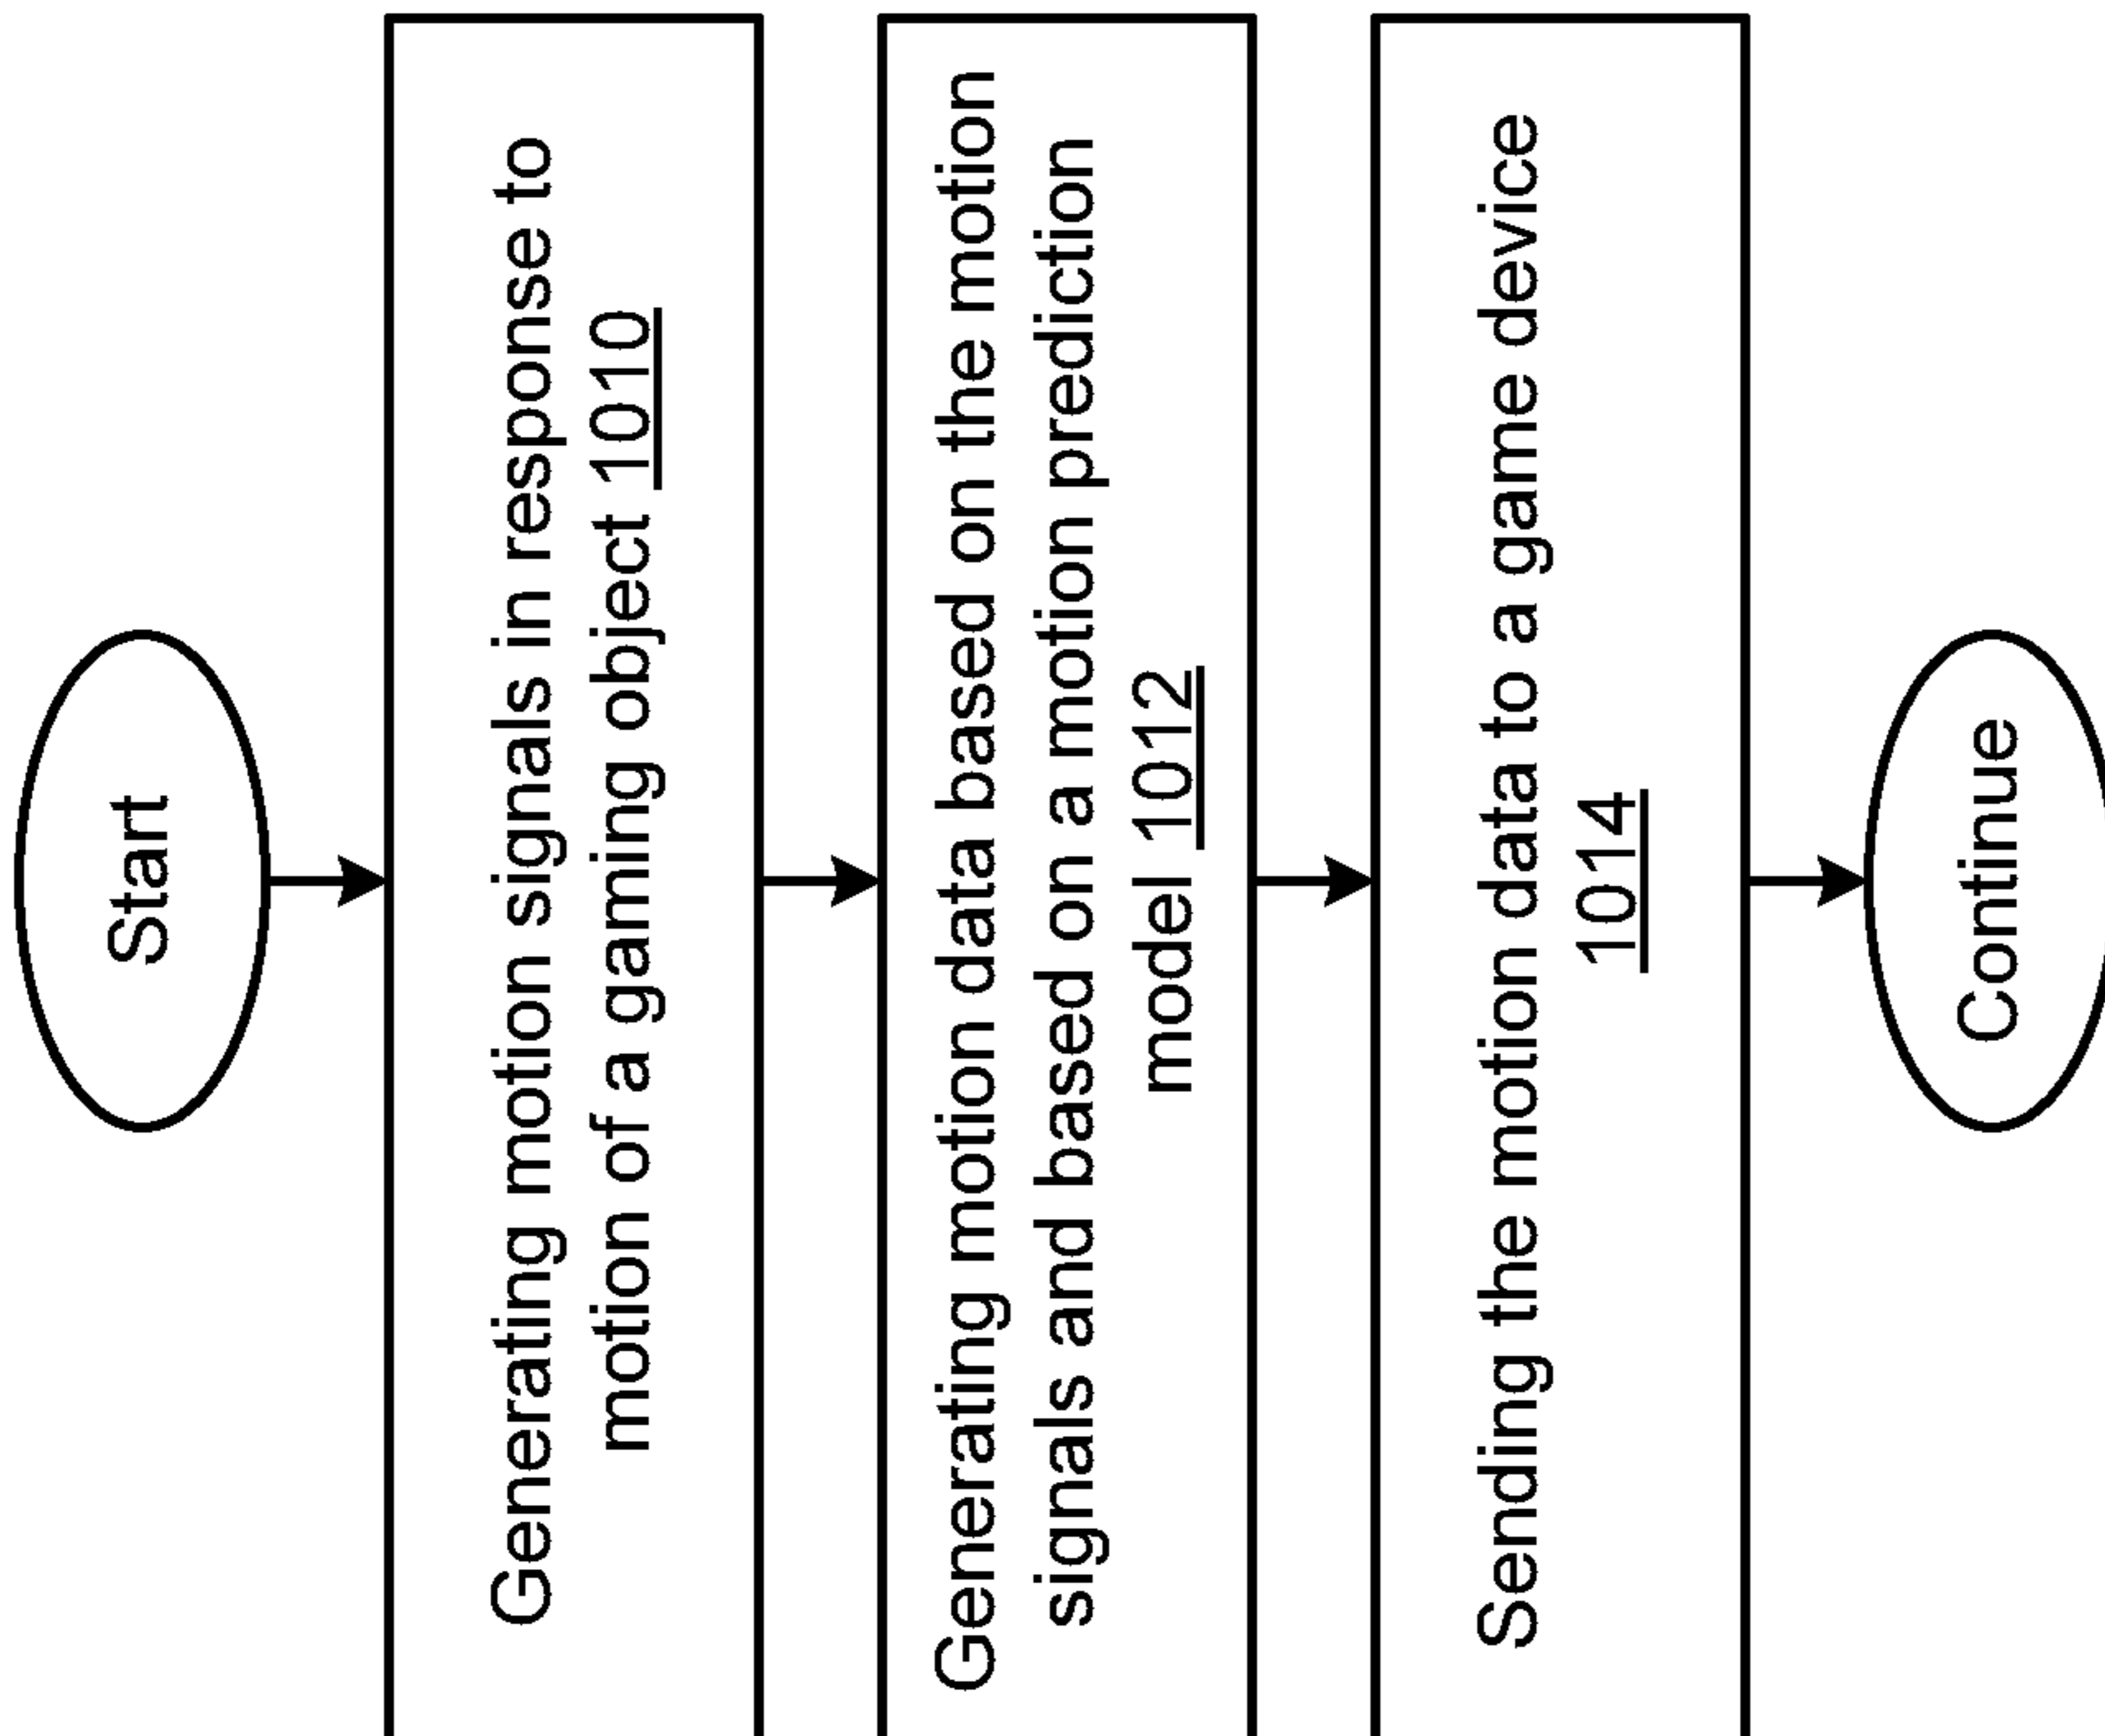 Start
Generating motion signals in response to
motion of a gaming object 1010
Generating motion data based on the motion
signals and based on a motion prediction
model 1012
Sending the motion data to a game device
1014
Continue